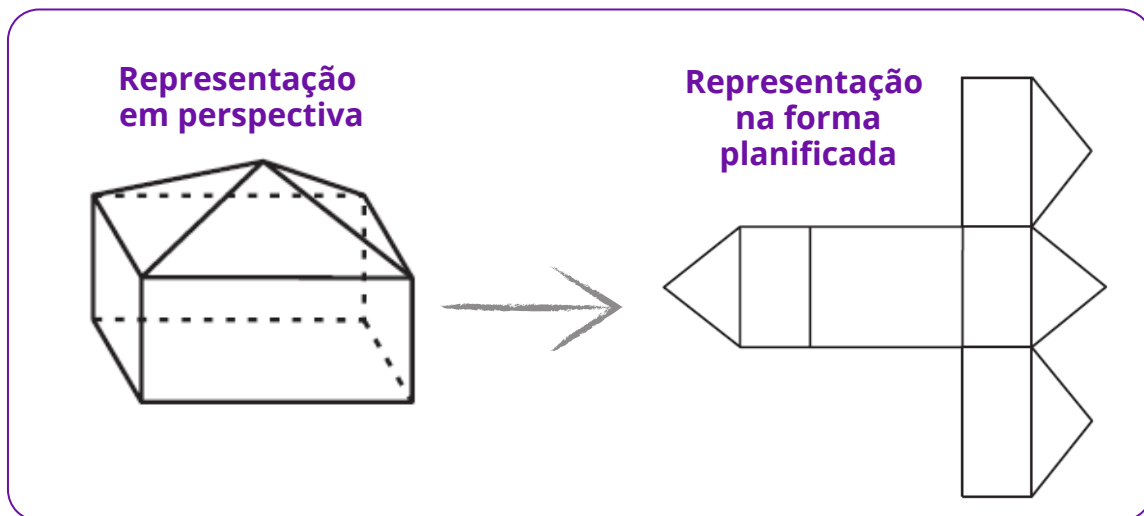 Representação
em perspectiva
Representação
na forma
planificada